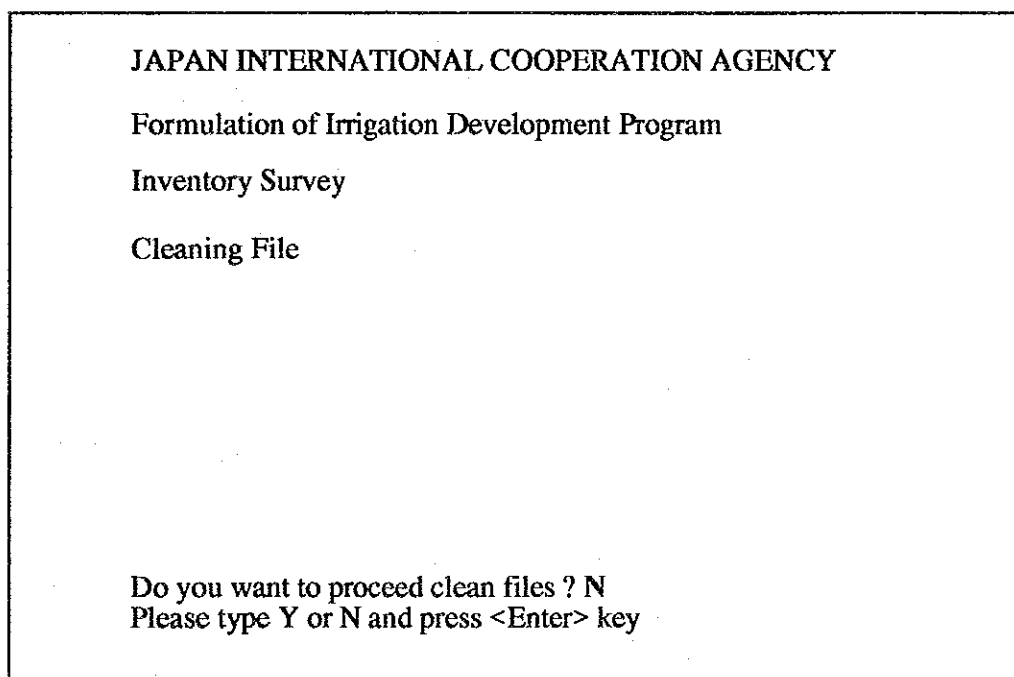 JAPAN INTERNATIONAL COOPERATION AGENCY
Formulation of Irrigation Development Program
Inventory Survey
Cleaning File
Do you want to proceed clean files ? N
Please type Y or N and press <Enter> key